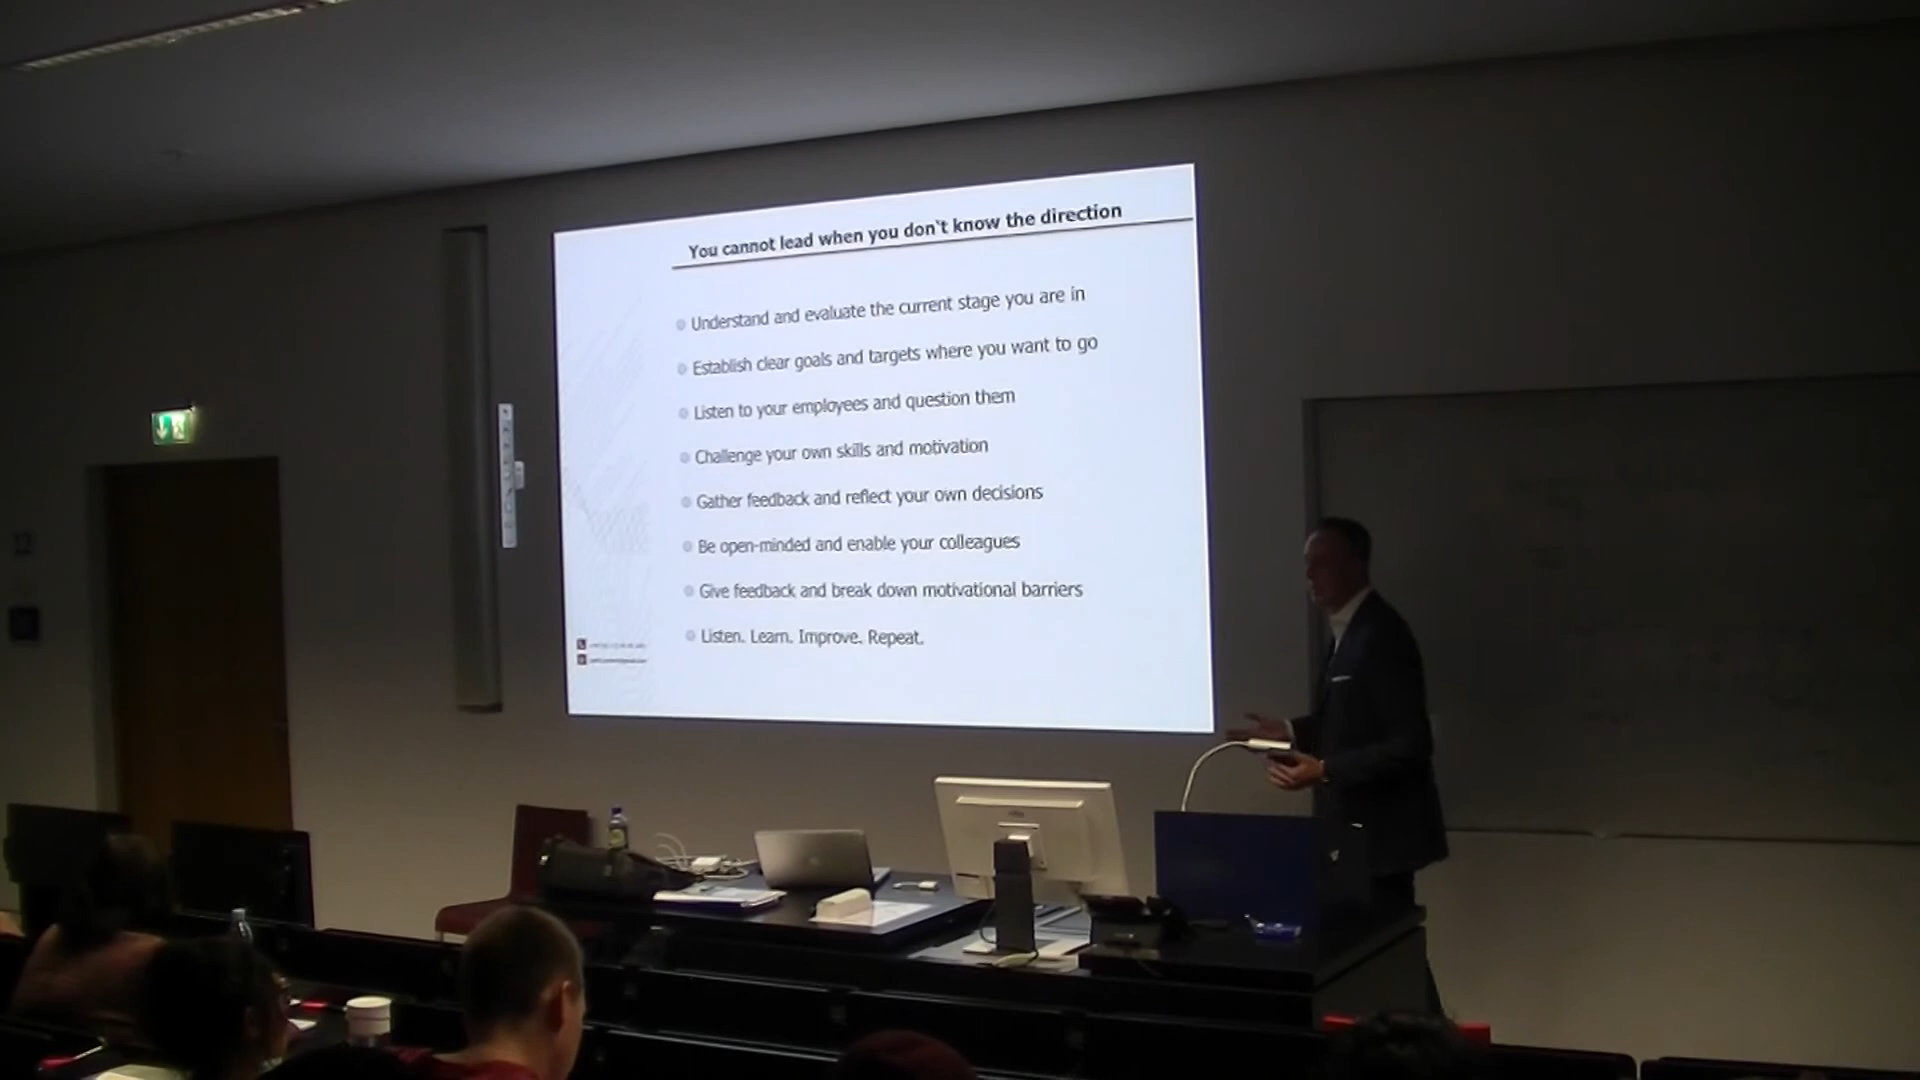 You cannot lead when you don't know the direction
Understand and evaluate the current stage you are in
Establish clear goals and targets where you want to go
Listen to your employees and question them
Challenge your own skills and motivation
Gather feedback and reflect your own decisions
Be open-minded and enable your colleagues
Give feedback and break down motivational barriers
Listen. Learn. Improve. Repeat.
12